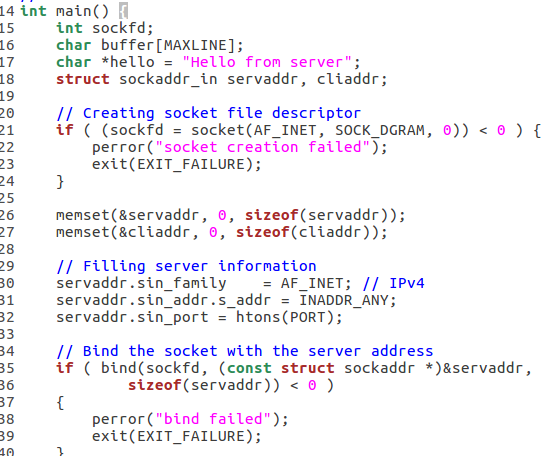 14 int main() {
15     int sockfd;
16     char buffer[MAXLINE];
17     char *hello = "Hello from server";
18     struct sockaddr_in servaddr, cliaddr;
19
20     // Creating socket file descriptor
21     if ( (sockfd = socket(AF_INET, SOCK_DGRAM, 0)) < 0 ) {
22         perror("socket creation failed");
23         exit(EXIT_FAILURE);
24     }
25
26     memset(&servaddr, 0, sizeof(servaddr));
27     memset(&cliaddr, 0, sizeof(cliaddr));
28
29     // Filling server information
30     servaddr.sin_family    = AF_INET; // IPv4
31     servaddr.sin_addr.s_addr = INADDR_ANY;
32     servaddr.sin_port = htons(PORT);
33
34     // Bind the socket with the server address
35     if ( bind(sockfd, (const struct sockaddr *)&servaddr,
36             sizeof(servaddr)) < 0 )
37     {
38         perror("bind failed");
39         exit(EXIT_FAILURE);
40     }